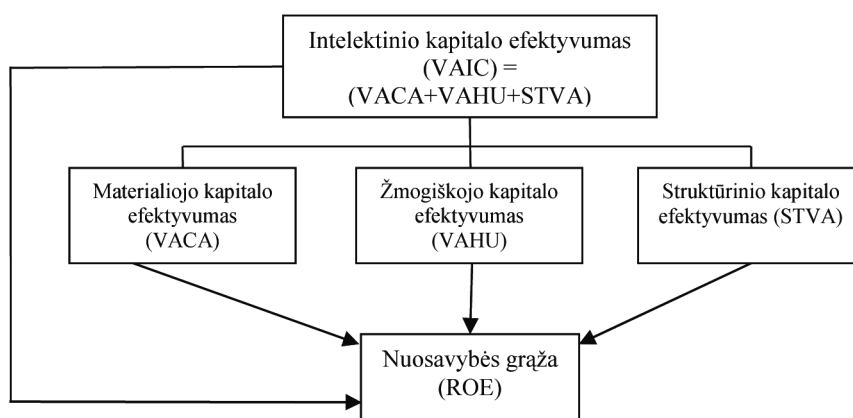 Intelektinio kapitalo efektyvumas
(VAIC) =
(VACA+VAHU+STVA)
Materialiojo kapitalo
efektyvumas
(VACA)
Žmogiškojo kapitalo
efektyvumas
(VAHU)
Struktūrinio kapitalo
efektyvumas (STVA)
Nuosavybės grąža
(ROE)